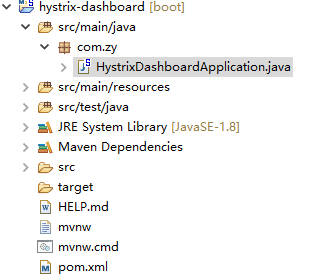 hystrix-dashboard [boot]
src/main/java
com.zy
HystrixDashboardApplication.java
src/main/resources
src/test/java
JRE System Library [JavaSE-1.8]
Maven Dependencies
src
target
HELP.md
mvnw
mvnw.cmd
pom.xml